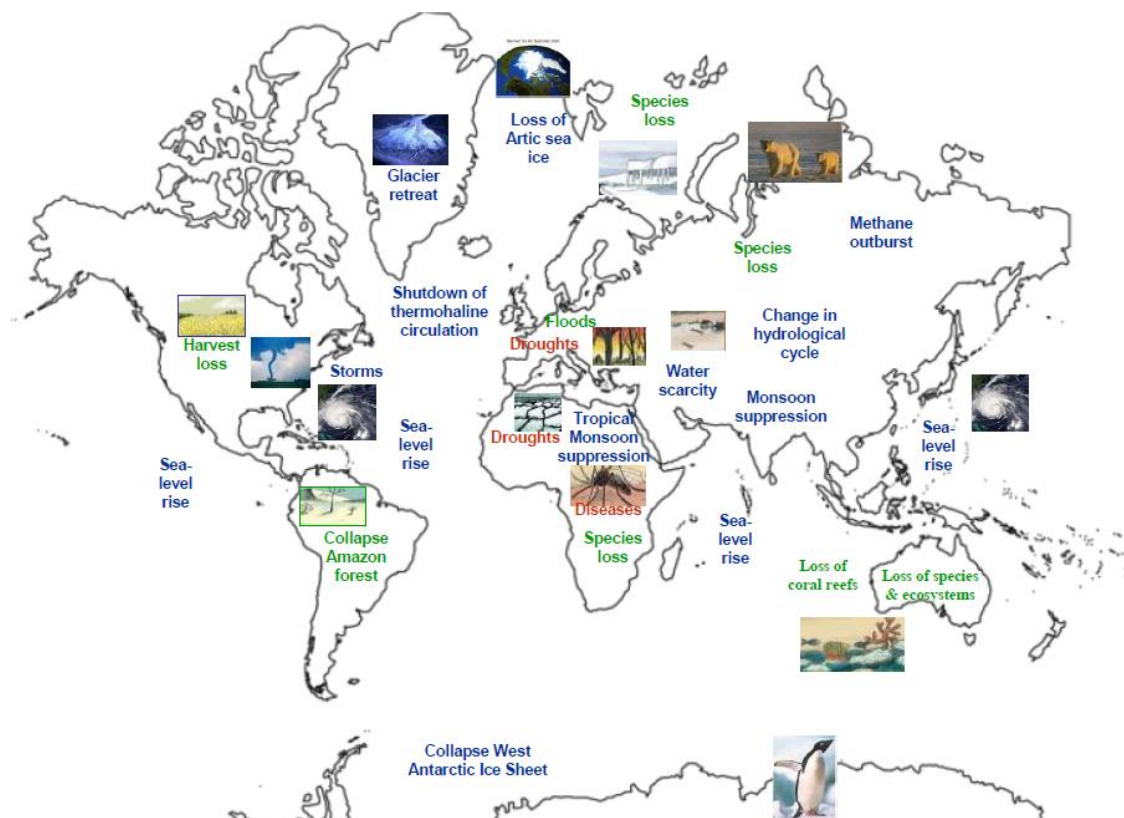 Species
loss
Loss of
Artic sea
ice
Glacier
retreat
Methane
outburst
Species
loss
Shutdown of
thermohaline
circulation
Floods
Droughts
Change in
hydrological
cycle
Harvest
loss
Storms
Water
scarcity
Monsoon
suppression
Sea-
level
rise
Droughts
Tropical
Monsoon
suppression
Sea-
level
rise
Sea-
level
rise
Diseases
Species
loss
Sea-
level
rise
Collapse
Amazon
forest
Loss of
coral reefs
Loss of species
& ecosystems
Collapse West
Antarctic Ice Sheet